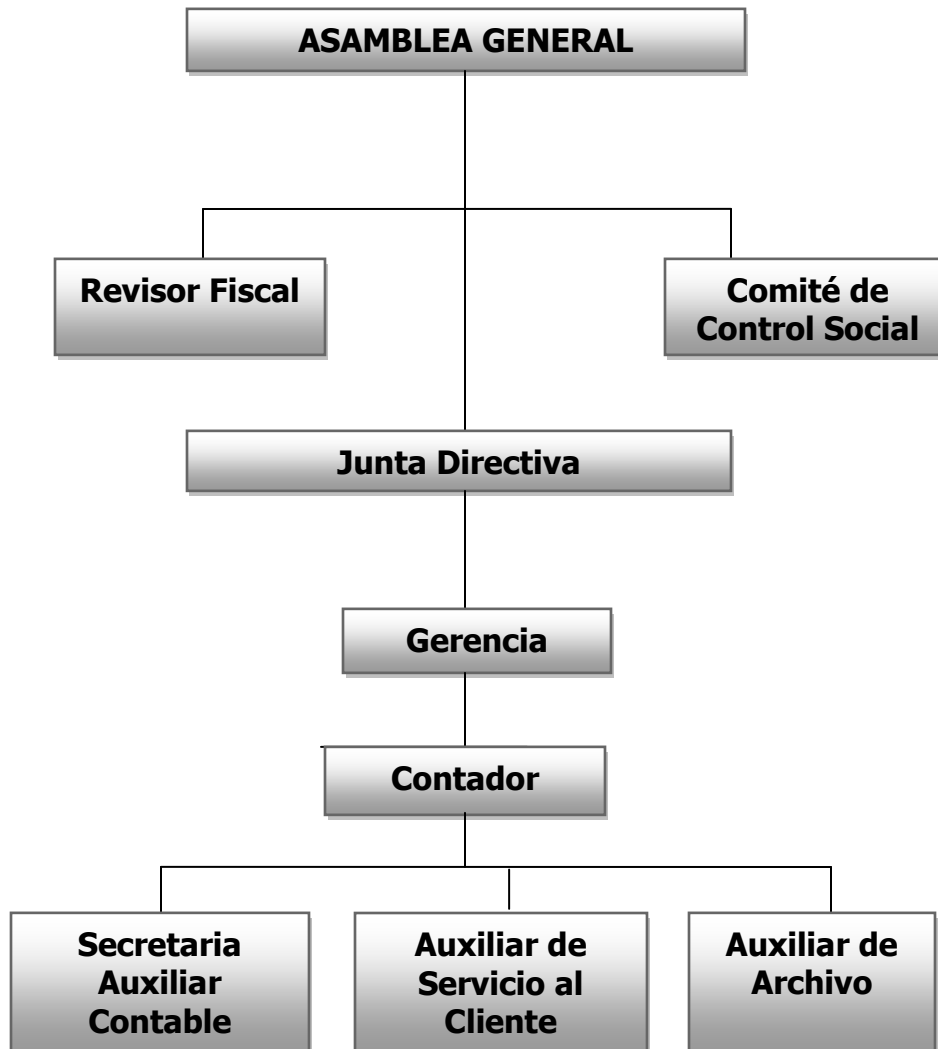 ASAMBLEA GENERAL
Revisor Fiscal
Comité de
Control Social
Junta Directiva
Gerencia
Contador
Secretaria
Auxiliar
Contable
Auxiliar de
Servicio al
Cliente
Auxiliar de
Archivo